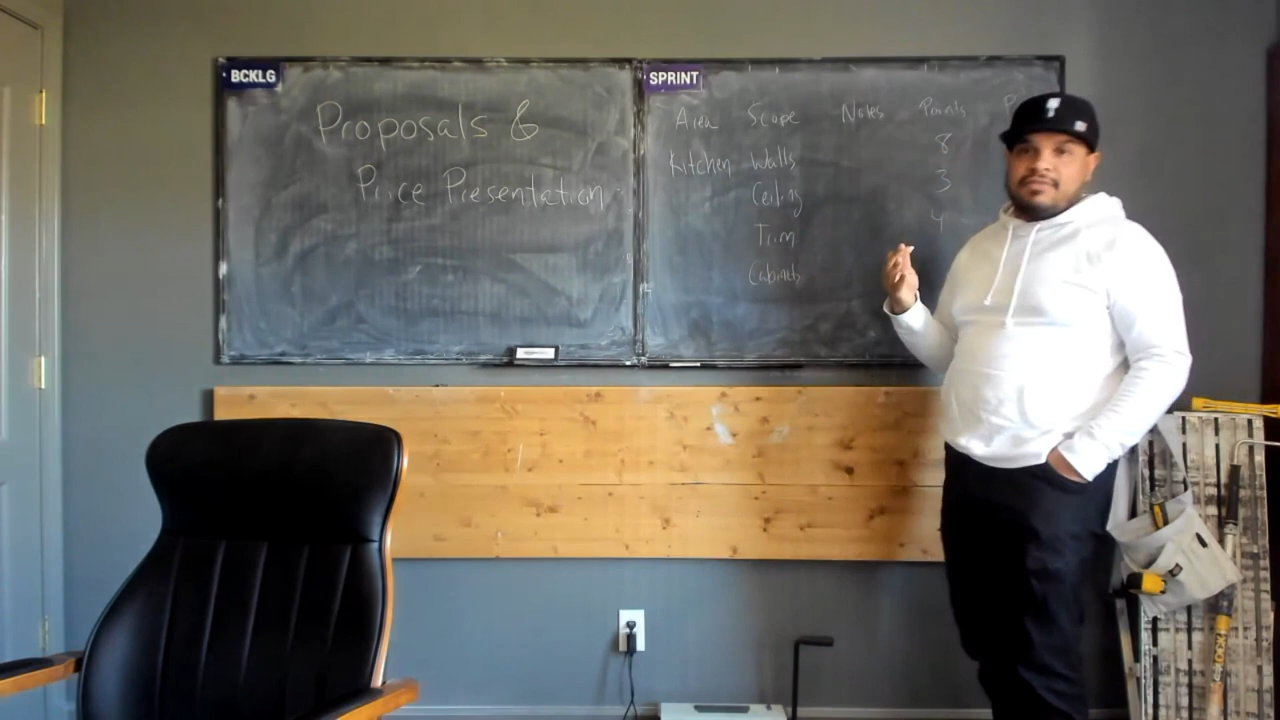 BCKLG
Proposals &
Price Presentation
SPRINT
Area Scope Notes Points
8
Kitchen Walls
3
Ceiling
4
Trim
Cabinets